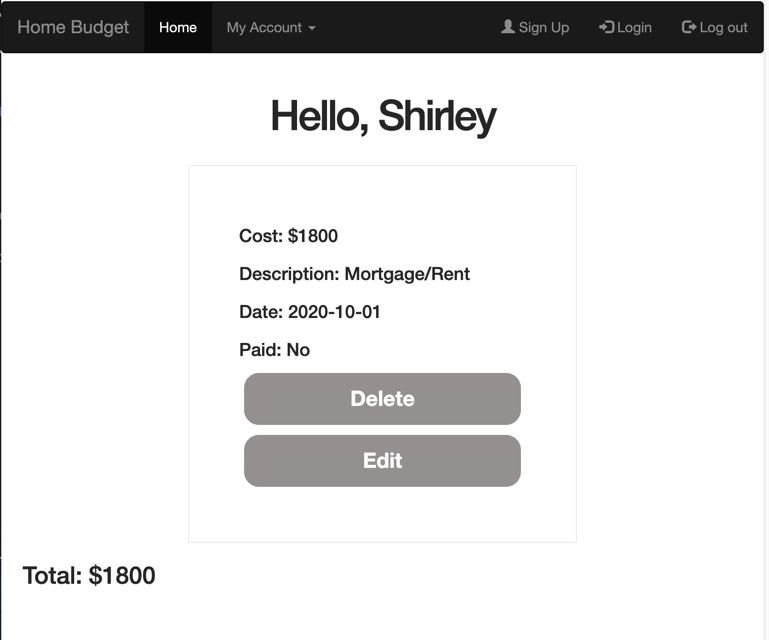 Home Budget Home My Account Sign Up Login Log out
Hello, Shirley
Cost: $1800
Description: Mortgage/Rent
Date: 2020-10-01
Paid: No
Delete
Edit
Total: $1800